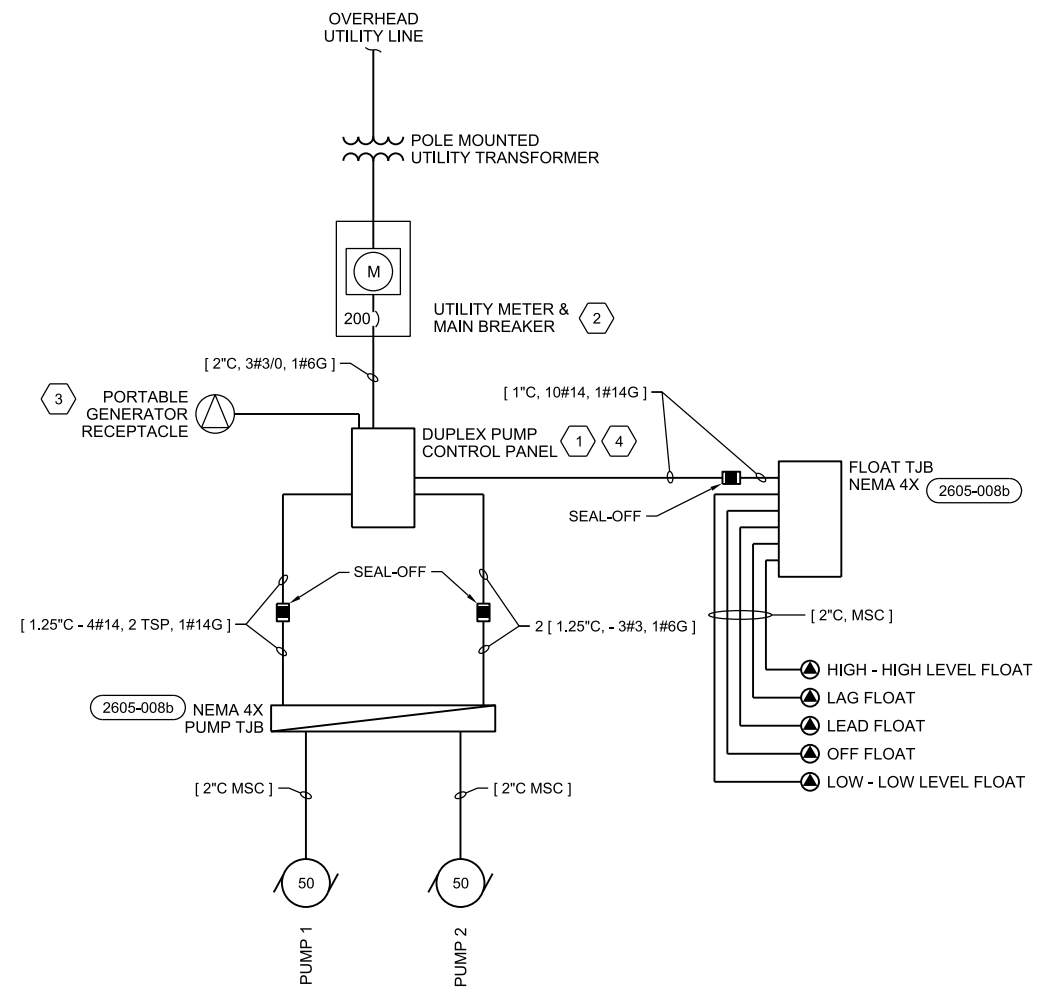 OVERHEAD
UTILITY LINE
POLE MOUNTED
UTILITY TRANSFORMER
M
200
UTILITY METER &
MAIN BREAKER
2
[ 2"C, 3#3/0, 1#6G ]
3
PORTABLE
GENERATOR
RECEPTACLE
[ 1"C, 10#14, 1#14G ]
DUPLEX PUMP
CONTROL PANEL
1
4
FLOAT TJB
NEMA 4X
2605-008b
SEAL-OFF
SEAL-OFF
[ 1.25"C - 4#14, 2 TSP, 1#14G ]
2 [ 1.25"C, - 3#3, 1#6G ]
[ 2"C, MSC ]
HIGH - HIGH LEVEL FLOAT
LAG FLOAT
LEAD FLOAT
OFF FLOAT
LOW - LOW LEVEL FLOAT
2605-008b
NEMA 4X
PUMP TJB
[ 2"C MSC ]
[ 2"C MSC ]
50
50
PUMP 1
PUMP 2